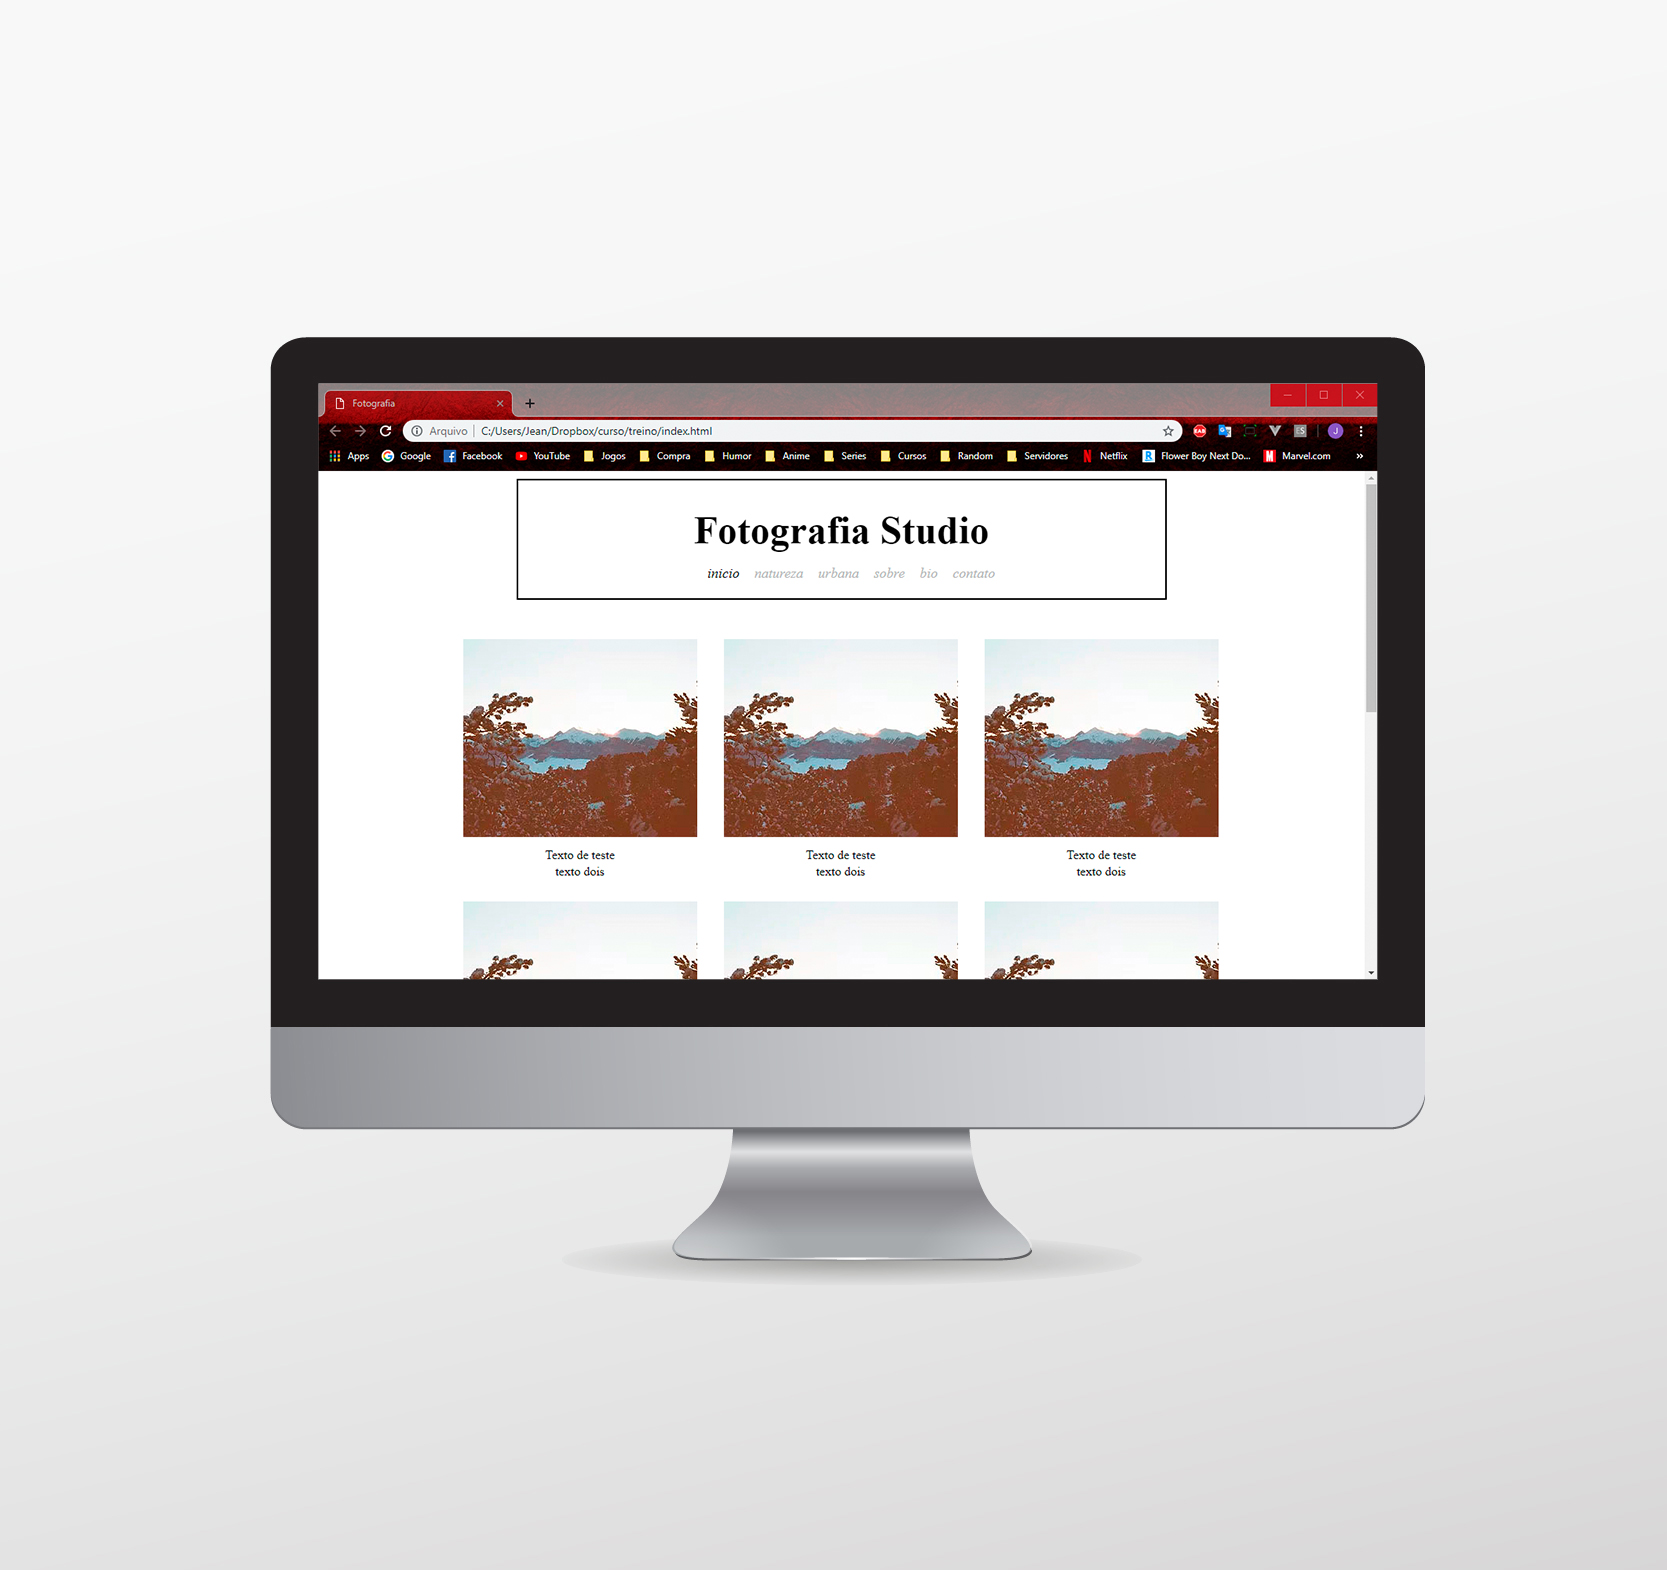 Fotografia
Arquivo C:/Users/Jean/Dropbox/curso/treino/index.html
Apps Google Facebook YouTube Jogos Compra Humor Anime Series Cursos Random Servidores Netflix Flower Boy Next Do... Marvel.com »
Fotografia Studio
inicio natureza urbana sobre bio contato
Texto de teste Texto de teste Texto de teste
texto dois texto dois texto dois